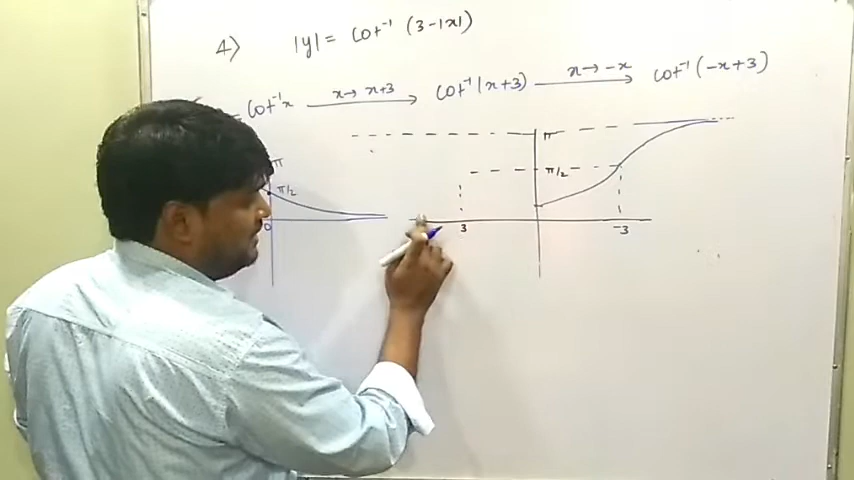 4) |y| = cot⁻¹ (3-|x|)
= cot⁻¹x x → x+3 cot⁻¹(x+3) x → -x cot⁻¹(-x+3)
π π
π/2 π/2
0 3 -3